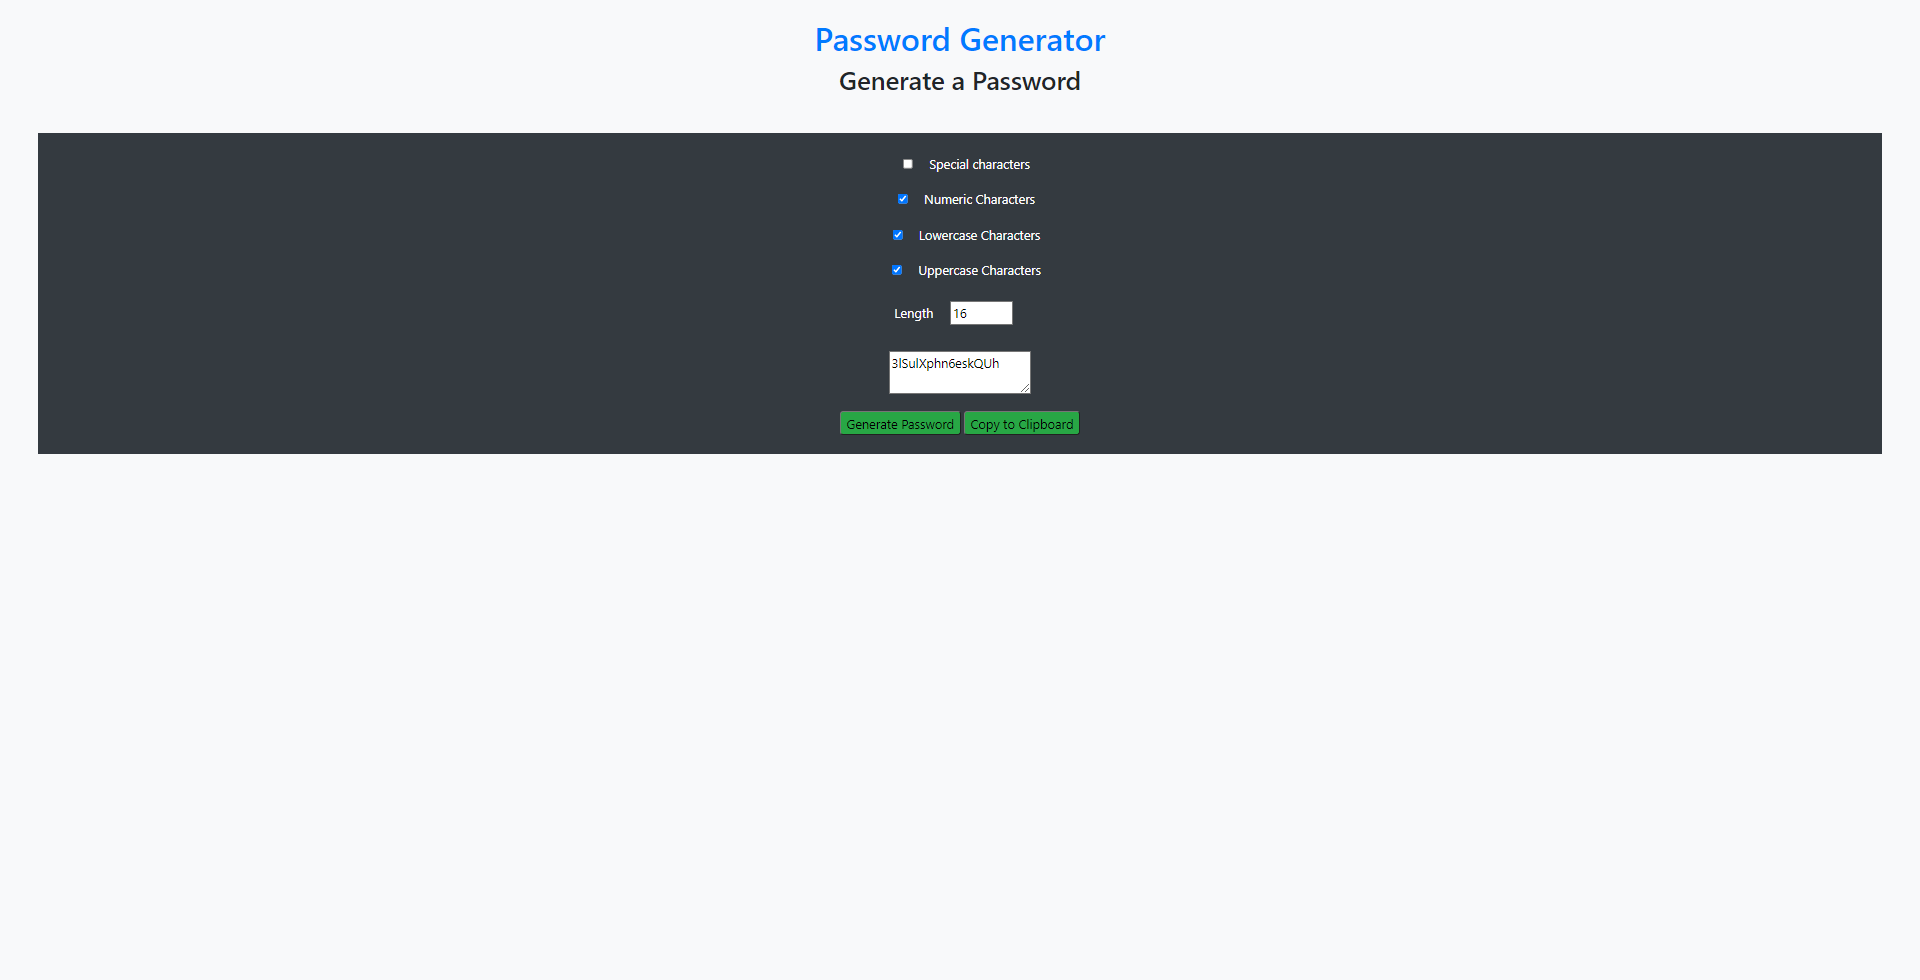 Password Generator
Generate a Password
Special characters
Numeric Characters
Lowercase Characters
Uppercase Characters
Length 16
3lSulXphn6eskQUh
Generate Password Copy to Clipboard